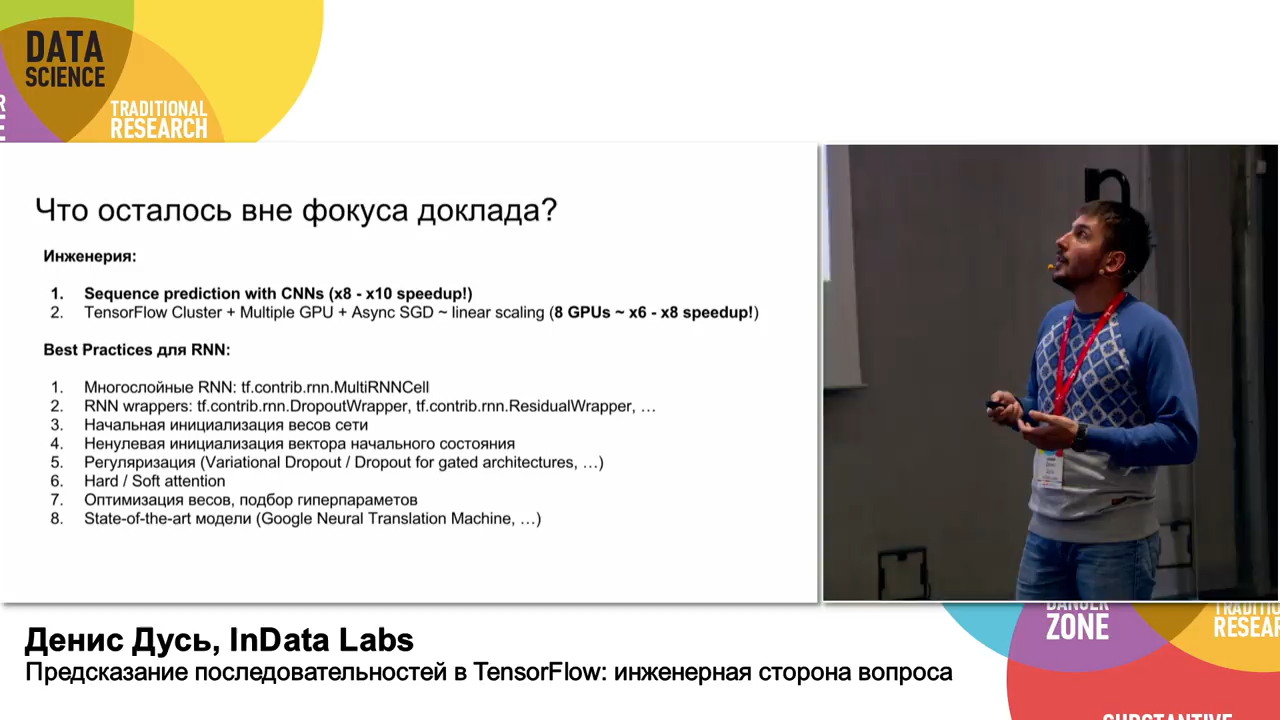 DATA
SCIENCE
TRADITIONAL
RESEARCH
Что осталось вне фокуса доклада?
Инженерия:
1. Sequence prediction with CNNs (x8 - x10 speedup!)
2. TensorFlow Cluster + Multiple GPU + Async SGD ~ linear scaling (8 GPUs ~ x6 - x8 speedup!)
Best Practices для RNN:
1. Многослойные RNN: tf.contrib.rnn.MultiRNNCell
2. RNN wrappers: tf.contrib.rnn.DropoutWrapper, tf.contrib.rnn.ResidualWrapper, …
3. Начальная инициализация весов сети
4. Ненулевая инициализация вектора начального состояния
5. Регуляризация (Variational Dropout / Dropout for gated architectures, …)
6. Hard / Soft attention
7. Оптимизация весов, подбор гиперпараметов
8. State-of-the-art модели (Google Neural Translation Machine, …)
Денис Дусь, InData Labs
Предсказание последовательностей в TensorFlow: инженерная сторона вопроса
DANGER
ZONE
TRADITIO
RESEAR
SUBSTANTIVE